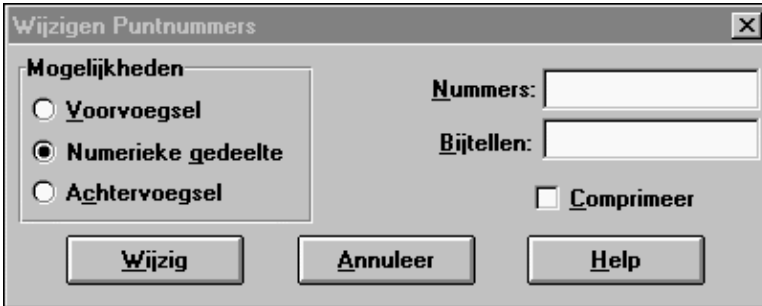 Wijzigen Puntnummers
Mogelijkheden
Voorvoegsel
Numerieke gedeelte
Achtervoegsel
Nummers:
Bijtellen:
Comprimeer
Wijzig
Annuleer
Help